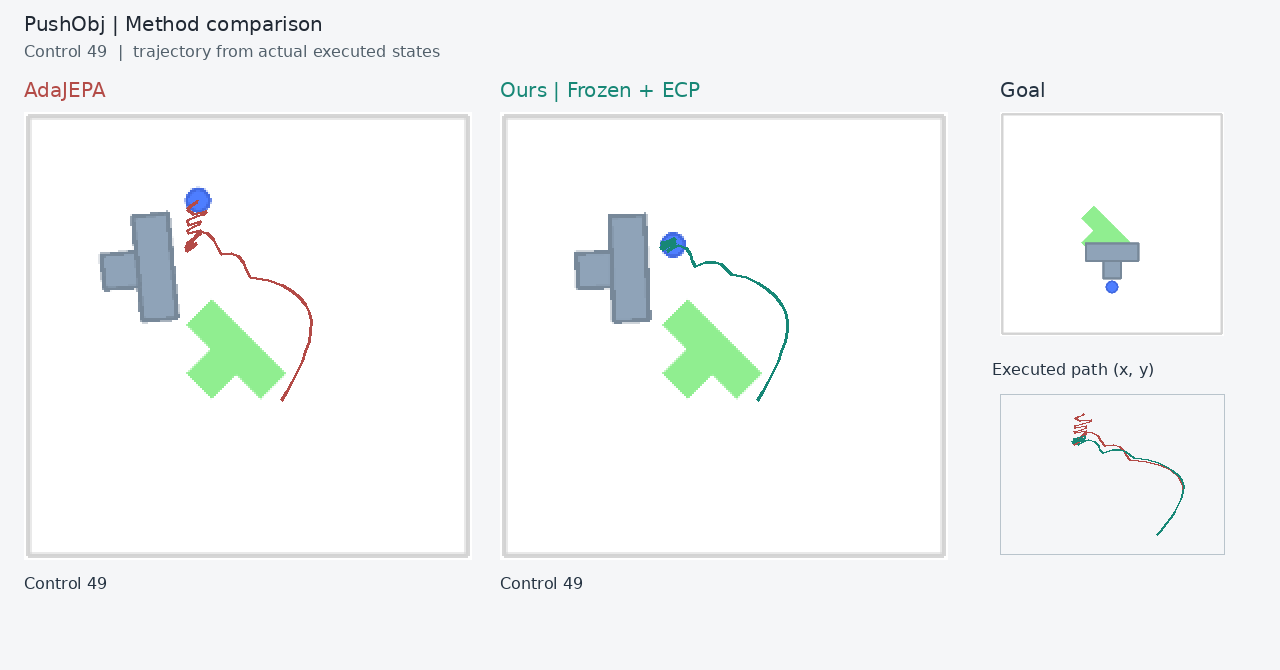 PushObj | Method comparison
Control 49 | trajectory from actual executed states
AdaJEPA
Ours | Frozen + ECP
Goal
Executed path (x, y)
Control 49
Control 49